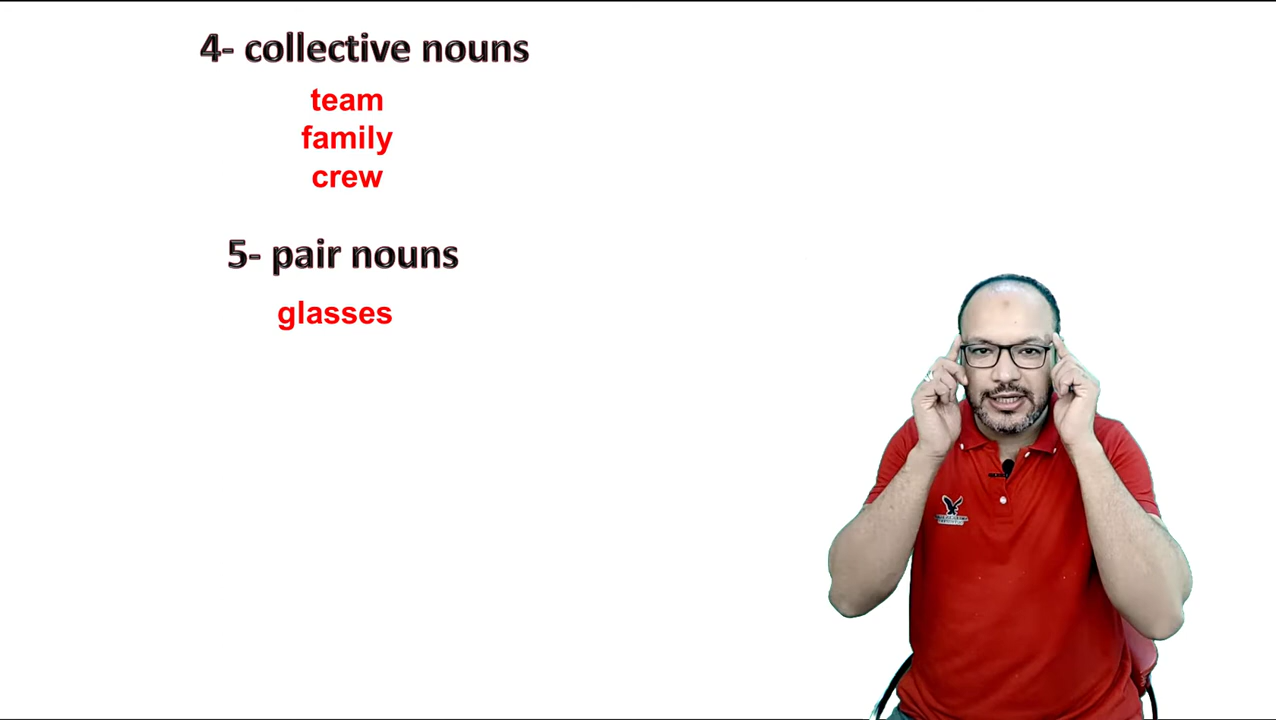 4- collective nouns
team
family
crew
5- pair nouns
glasses